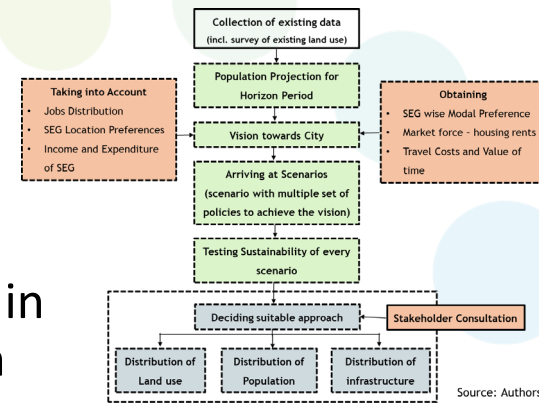 Collection of existing data
(incl. survey of existing land use)
Population Projection for
Horizon Period
Taking into Account
• Jobs Distribution
• SEG Location Preferences
• Income and Expenditure
of SEG
Vision towards City
Obtaining
• SEG wise Modal Preference
• Market force - housing rents
• Travel Costs and Value of
time
Arriving at Scenarios
(scenario with multiple set of
policies to achieve the vision)
Testing Sustainability of every
scenario
in
Deciding suitable approach
Stakeholder Consultation
Distribution of
Land use
Distribution of
Population
Distribution of
infrastructure
Source: Authors